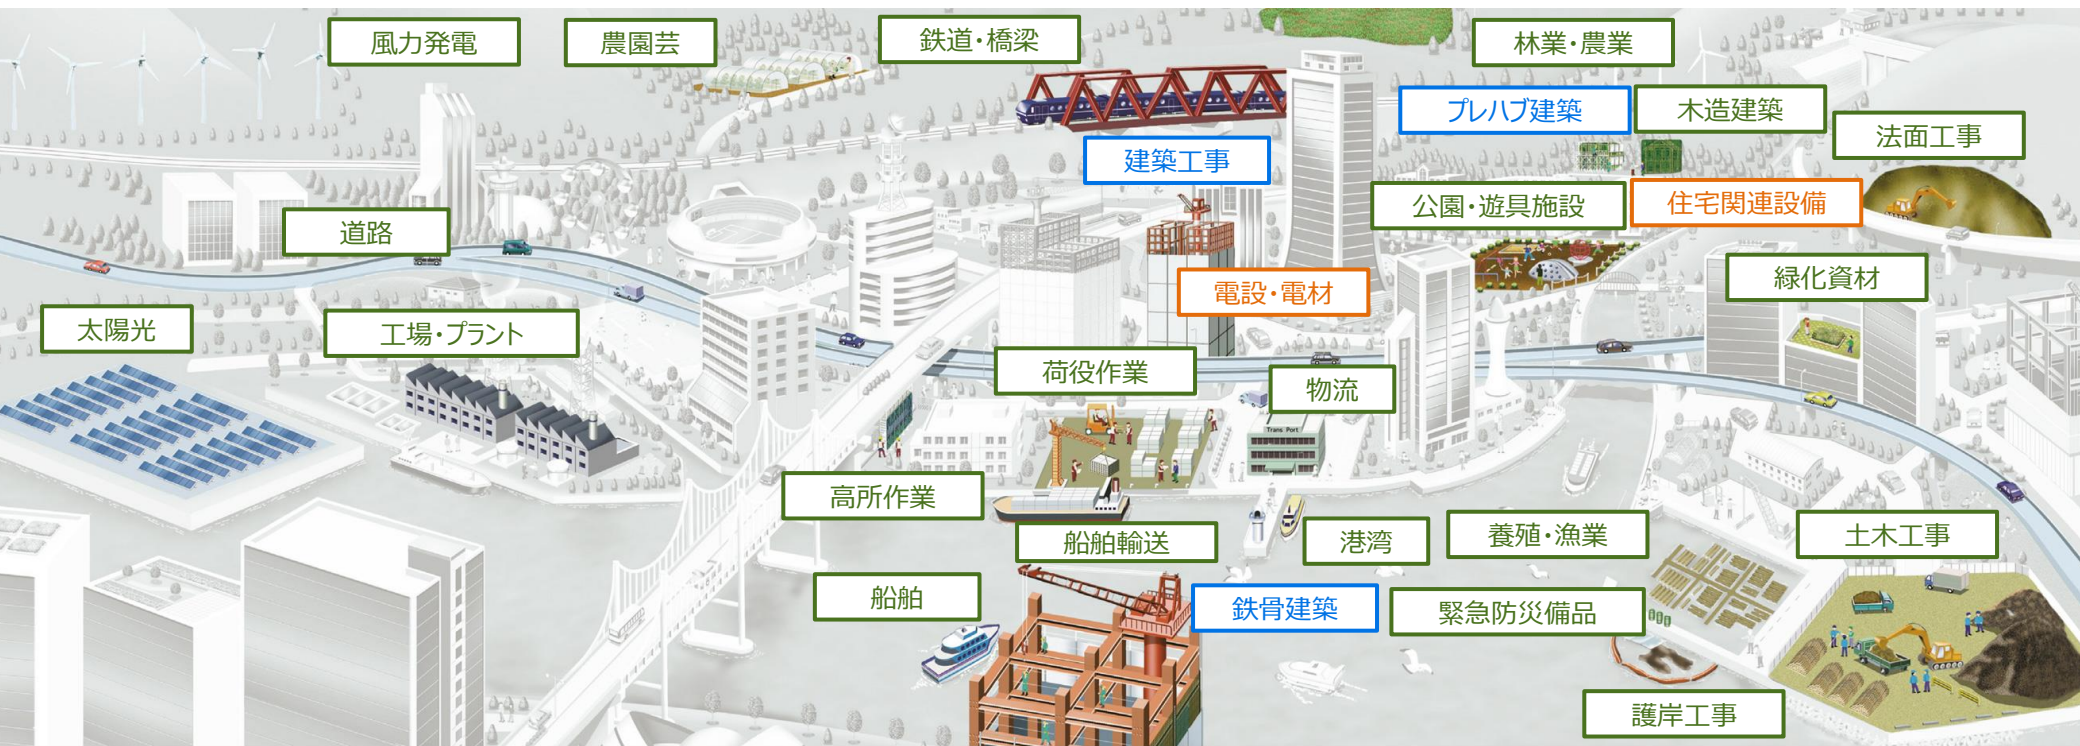 風力発電
農園芸
鉄道・橋梁
林業・農業
プレハブ建築
木造建築
法面工事
建築工事
公園・遊具施設
住宅関連設備
道路
電設・電材
緑化資材
太陽光
工場・プラント
荷役作業
物流
Trans Port
高所作業
船舶輸送
港湾
養殖・漁業
土木工事
船舶
鉄骨建築
緊急防災備品
護岸工事